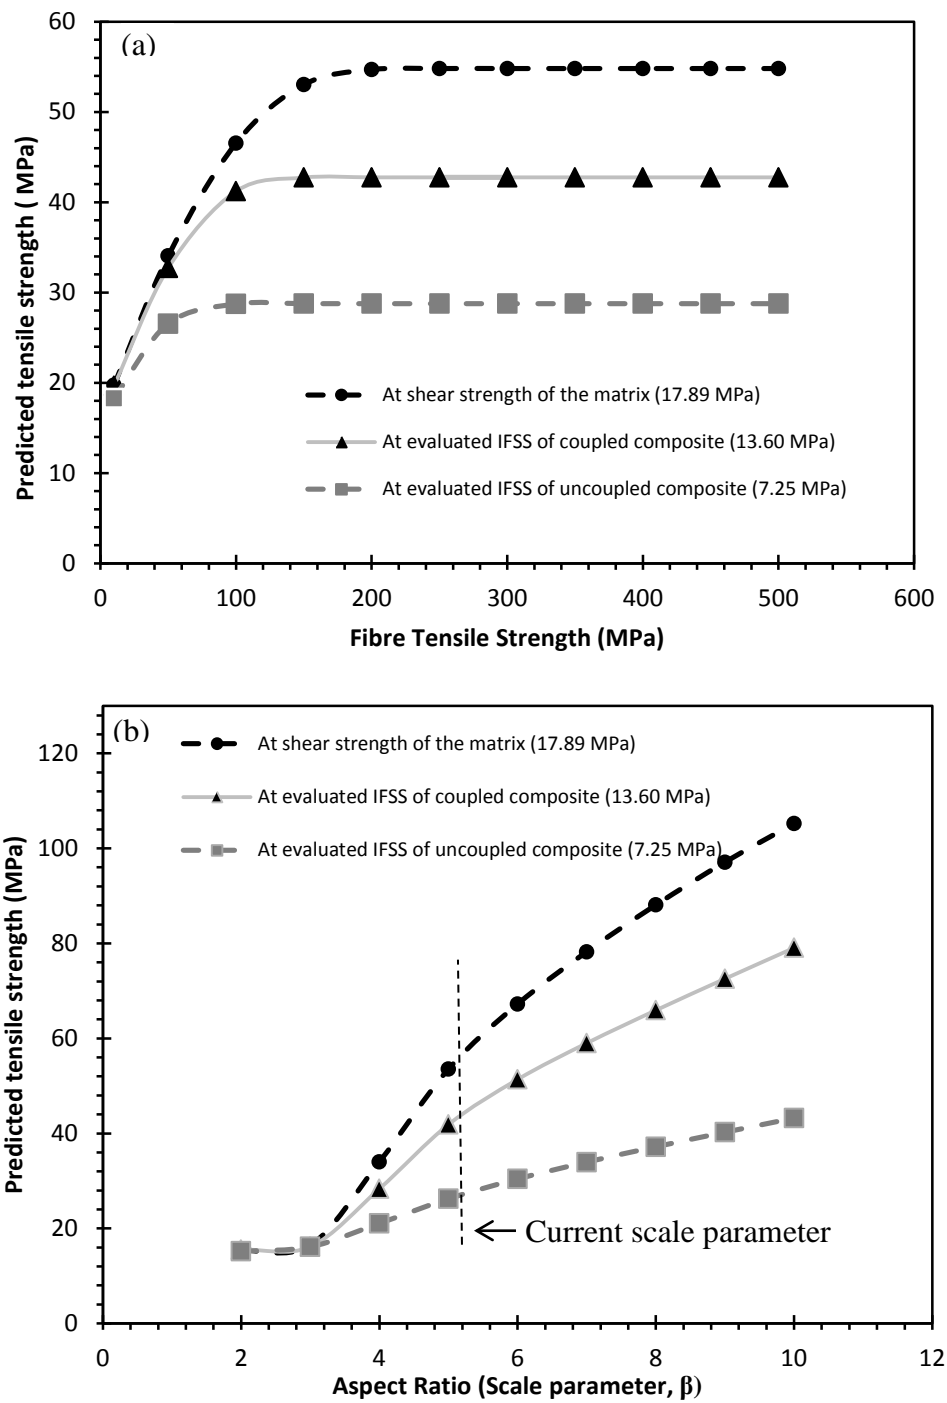 (a)
Predicted tensile strength ( MPa)
60
50
40
30
20
10
0
At shear strength of the matrix (17.89 MPa)
At evaluated IFSS of coupled composite (13.60 MPa)
At evaluated IFSS of uncoupled composite (7.25 MPa)
0 100 200 300 400 500 600
Fibre Tensile Strength (MPa)
(b)
Predicted tensile strength (MPa)
120
100
80
60
40
20
0
At shear strength of the matrix (17.89 MPa)
At evaluated IFSS of coupled composite (13.60 MPa)
At evaluated IFSS of uncoupled composite (7.25 MPa)
Current scale parameter
0 2 4 6 8 10 12
Aspect Ratio (Scale parameter, β)